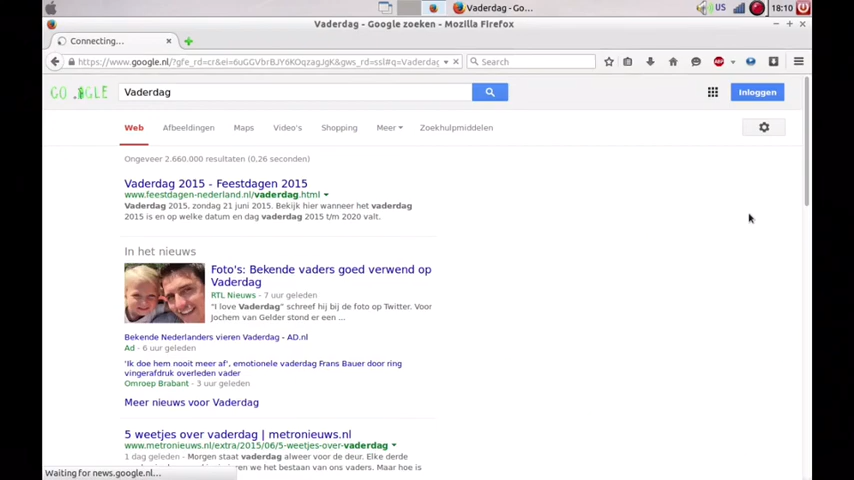 Vaderdag - Go...
US
18:10
Vaderdag - Google zoeken - Mozilla Firefox
Connecting...
https://www.google.nl/?gfe_rd=cr&ei=6uGGVbrBJY6KOqzagJgK&gws_rd=ssl#q=Vaderdag
Search
ABP
GO GLE
Vaderdag
Inloggen
Web Afbeeldingen Maps Video's Shopping Meer Zoekhulpmiddelen
Ongeveer 2.660.000 resultaten (0,26 seconden)
Vaderdag 2015 - Feestdagen 2015
www.feestdagen-nederland.nl/vaderdag.html
Vaderdag 2015, zondag 21 juni 2015. Bekijk hier wanneer het vaderdag
2015 is en op welke datum en dag vaderdag 2015 t/m 2020 valt.
In het nieuws
Foto's: Bekende vaders goed verwend op
Vaderdag
RTL Nieuws - 7 uur geleden
"I love Vaderdag" schreef hij bij de foto op Twitter. Voor
Jochem van Gelder stond er een ...
Bekende Nederlanders vieren Vaderdag - AD.nl
Ad - 6 uur geleden
'Ik doe hem nooit meer af', emotionele vaderdag Frans Bauer door ring
vingerafdruk overleden vader
Omroep Brabant - 3 uur geleden
Meer nieuws voor Vaderdag
5 weetjes over vaderdag | metronieuws.nl
www.metronieuws.nl/extra/2015/06/5-weetjes-over-vaderdag
1 dag geleden - Morgen staat vaderdag alweer voor de deur. Elke derde
we het bestaan van ons vaders. Maar hoe is
Waiting for news.google.nl...